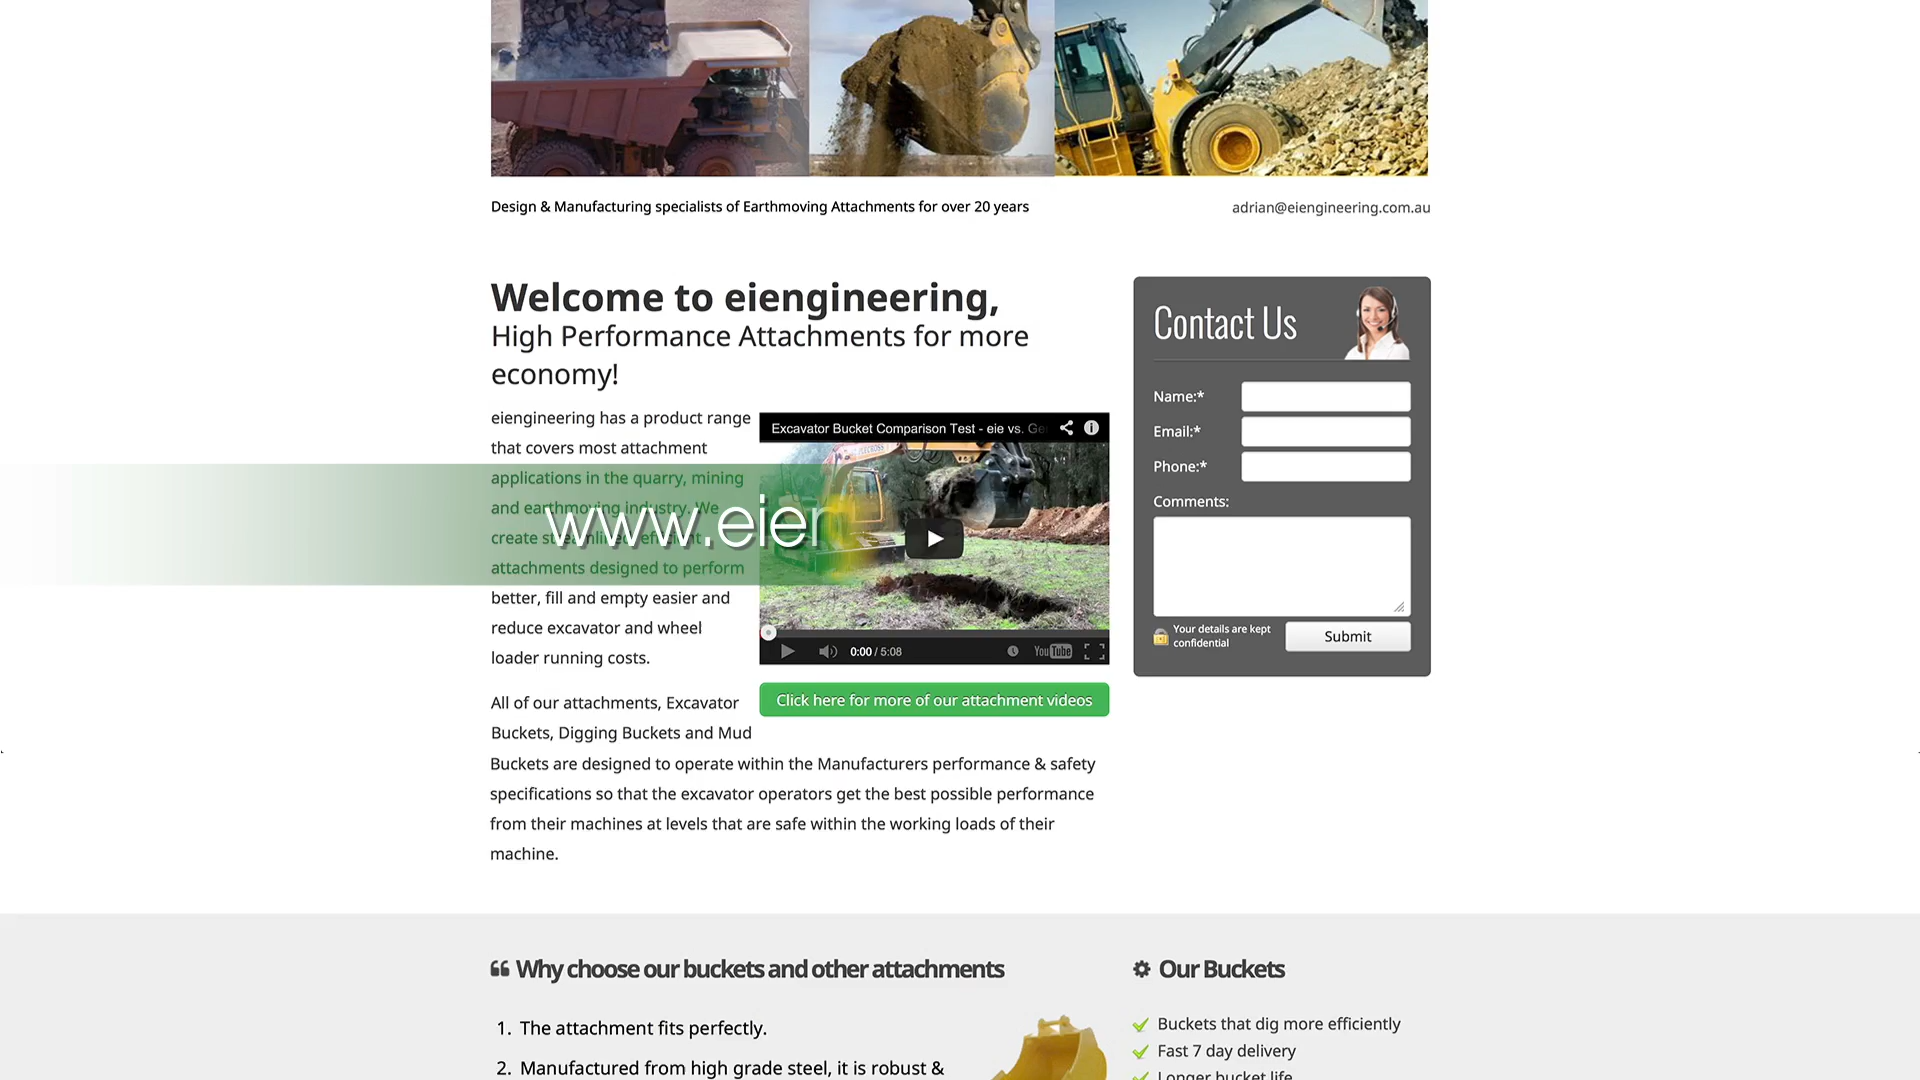 Design & Manufacturing specialists of Earthmoving Attachments for over 20 years
adrian@eiengineering.com.au
Welcome to eiengineering,
High Performance Attachments for more
economy!
eiengineering has a product range
that covers most attachment
applications in the quarry, mining
and earthmoving industry. We
create streamlined, efficient
attachments designed to perform
better, fill and empty easier and
reduce excavator and wheel
loader running costs.
www.eien
Excavator Bucket Comparison Test - eie vs. Ge
0:00 / 5:08
YouTube
Click here for more of our attachment videos
All of our attachments, Excavator
Buckets, Digging Buckets and Mud
Buckets are designed to operate within the Manufacturers performance & safety
specifications so that the excavator operators get the best possible performance
from their machines at levels that are safe within the working loads of their
machine.
Contact Us
Name:*
Email:*
Phone:*
Comments:
Your details are kept
confidential
Submit
Why choose our buckets and other attachments
1. The attachment fits perfectly.
2. Manufactured from high grade steel, it is robust &
Our Buckets
Buckets that dig more efficiently
Fast 7 day delivery
Longer bucket life